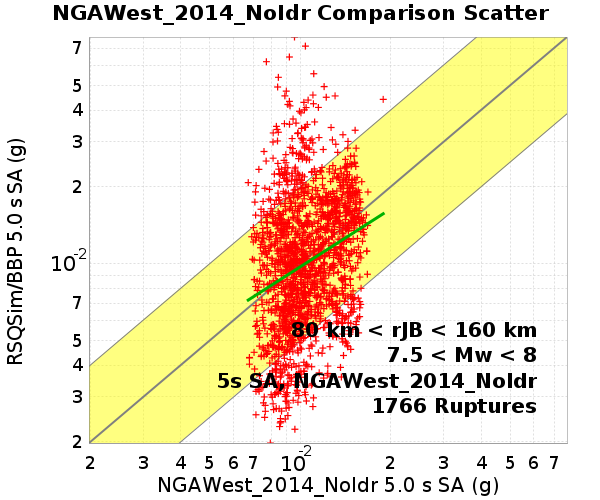 NGAWest_2014_NoIdr Comparison Scatter
7
5
4
3
2
10⁻²
7
5
4
3
2
RSQSim/BBP 5.0 s SA (g)
80 km < rJB < 160 km
7.5 < Mw < 8
5s SA, NGAWest_2014_NoIdr
1766 Ruptures
2 3 4 5 6 7 10⁻² 2 3 4 5 6 7
NGAWest_2014_NoIdr 5.0 s SA (g)